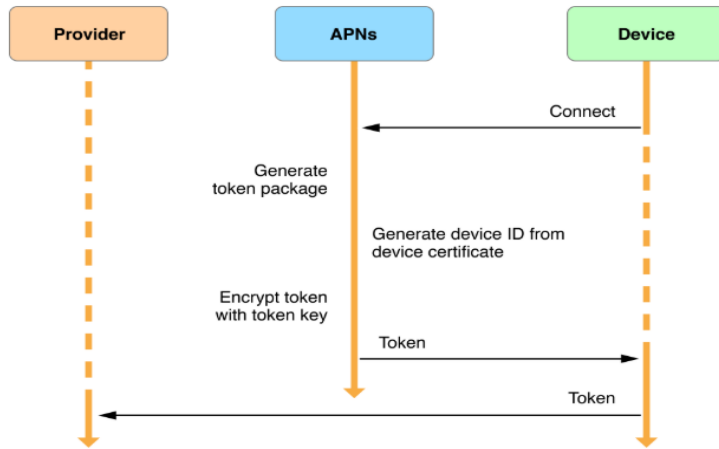 Provider
APNs
Device
Connect
Generate
token package
Generate device ID from
device certificate
Encrypt token
with token key
Token
Token